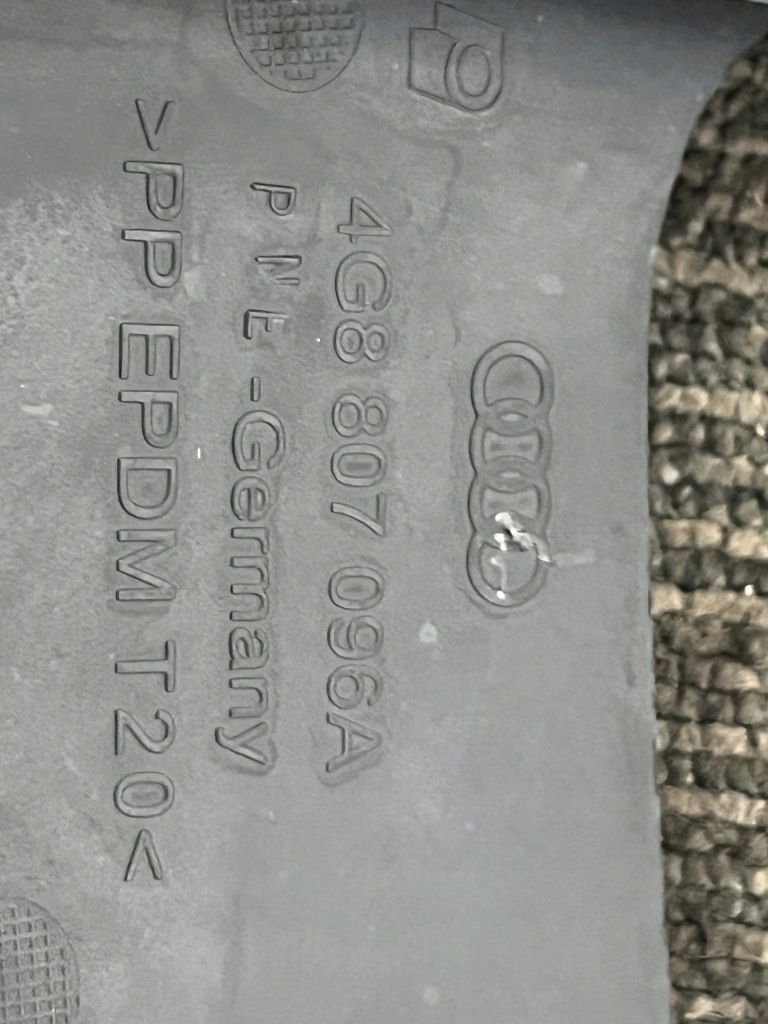 4G8 807 096A
P N E -Germany
>PP EPDM T20<